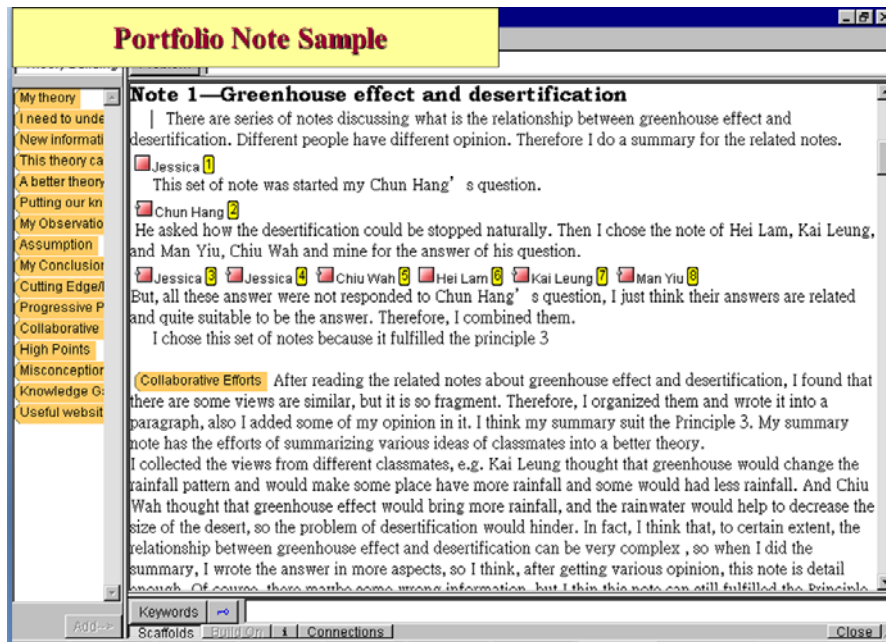 Portfolio Note Sample
My theory
I need to unde
New informati
This theory ca
A better theory
Putting our kn
My Observatio
Assumption
My Conclusion
Cutting Edge/
Progressive P
Collaborative
High Points
Misconception
Knowledge G
Useful websit
Add-->
Note 1—Greenhouse effect and desertification
There are series of notes discussing what is the relationship between greenhouse effect and
desertification. Different people have different opinion. Therefore I do a summary for the related notes.
Jessica 1
This set of note was started my Chun Hang’ s question.
Chun Hang 2
He asked how the desertification could be stopped naturally. Then I chose the note of Hei Lam, Kai Leung,
and Man Yiu, Chiu Wah and mine for the answer of his question.
Jessica 3 Jessica 4 Chiu Wah 5 Hei Lam 6 Kai Leung 7 Man Yiu 8
But, all these answer were not responded to Chun Hang’ s question, I just think their answers are related
and quite suitable to be the answer. Therefore, I combined them.
I chose this set of notes because it fulfilled the principle 3
Collaborative Efforts After reading the related notes about greenhouse effect and desertification, I found that
there are some views are similar, but it is so fragment. Therefore, I organized them and wrote it into a
paragraph, also I added some of my opinion in it. I think my summary suit the Principle 3. My summary
note has the efforts of summarizing various ideas of classmates into a better theory.
I collected the views from different classmates, e.g. Kai Leung thought that greenhouse would change the
rainfall pattern and would make some place have more rainfall and some would had less rainfall. And Chiu
Wah thought that greenhouse effect would bring more rainfall, and the rainwater would help to decrease the
size of the desert, so the problem of desertification would hinder. In fact, I think that, to certain extent, the
relationship between greenhouse effect and desertification can be very complex , so when I did the
summary, I wrote the answer in more aspects, so I think, after getting various opinion, this note is detail
enough. Of course, there maybe some wrong information, but I thin this note can still fulfilled the Principle
Keywords
Scaffolds Build On i Connections Close